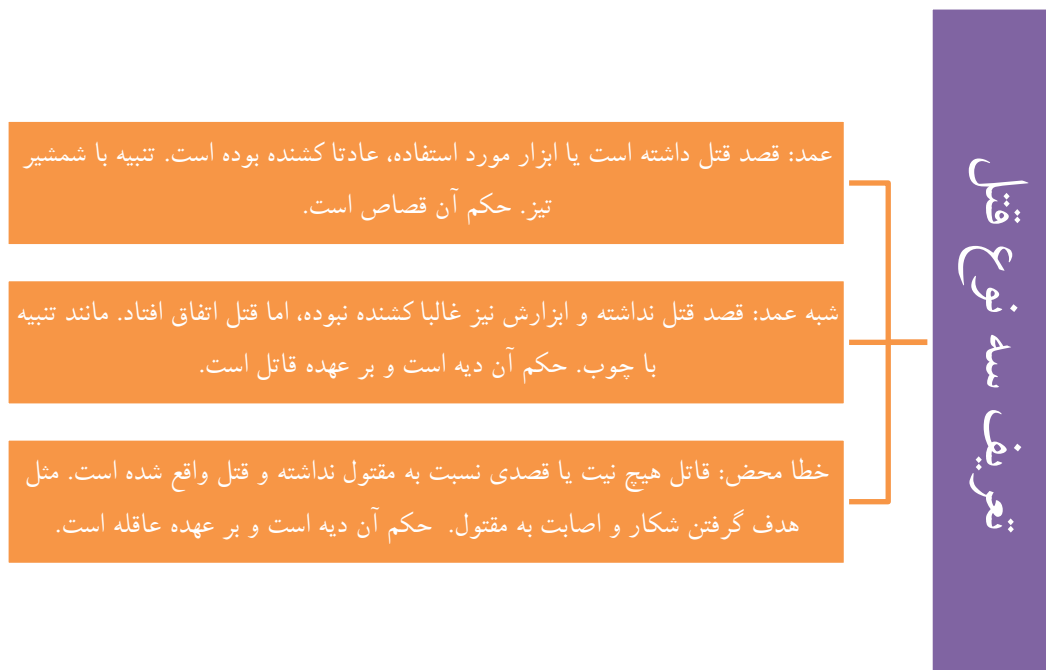 تعریف سه نوع قتل
عمد: قصد قتل داشته است یا ابزار مورد استفاده، عادتا کشنده بوده است. تنبیه با شمشیر
تیز. حکم آن قصاص است.
شبه عمد: قصد قتل نداشته و ابزارش نیز غالبا کشنده نبوده، اما قتل اتفاق افتاد. مانند تنبیه
با چوب. حکم آن دیه است و بر عهده قاتل است.
خطا محض: قاتل هیچ نیت یا قصدی نسبت به مقتول نداشته و قتل واقع شده است. مثل
هدف گرفتن شکار و اصابت به مقتول. حکم آن دیه است و بر عهده عاقله است.